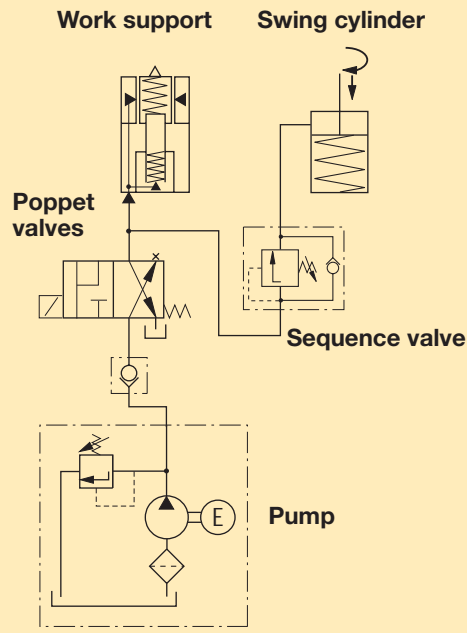 Work support
Swing cylinder
Poppet
valves
Sequence valve
Pump
E